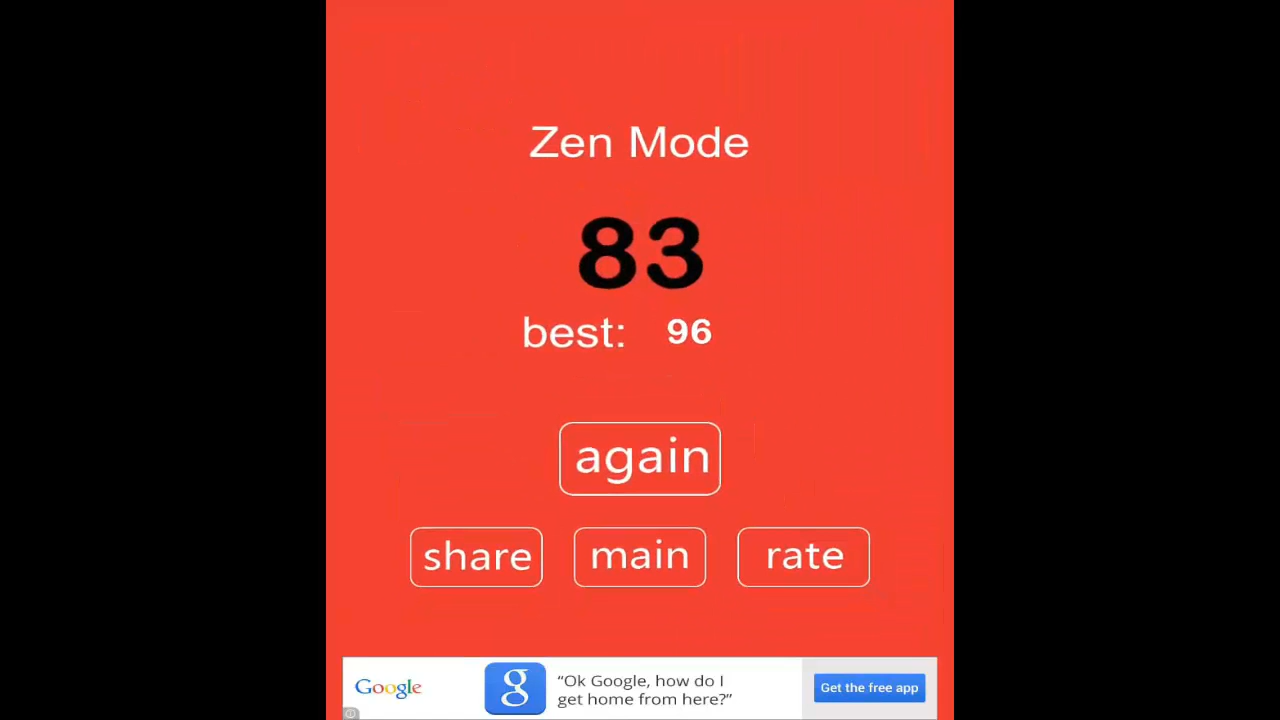 Zen Mode
83
best: 96
again
share main rate
Google
g
“Ok Google, how do I
get home from here?”
Get the free app